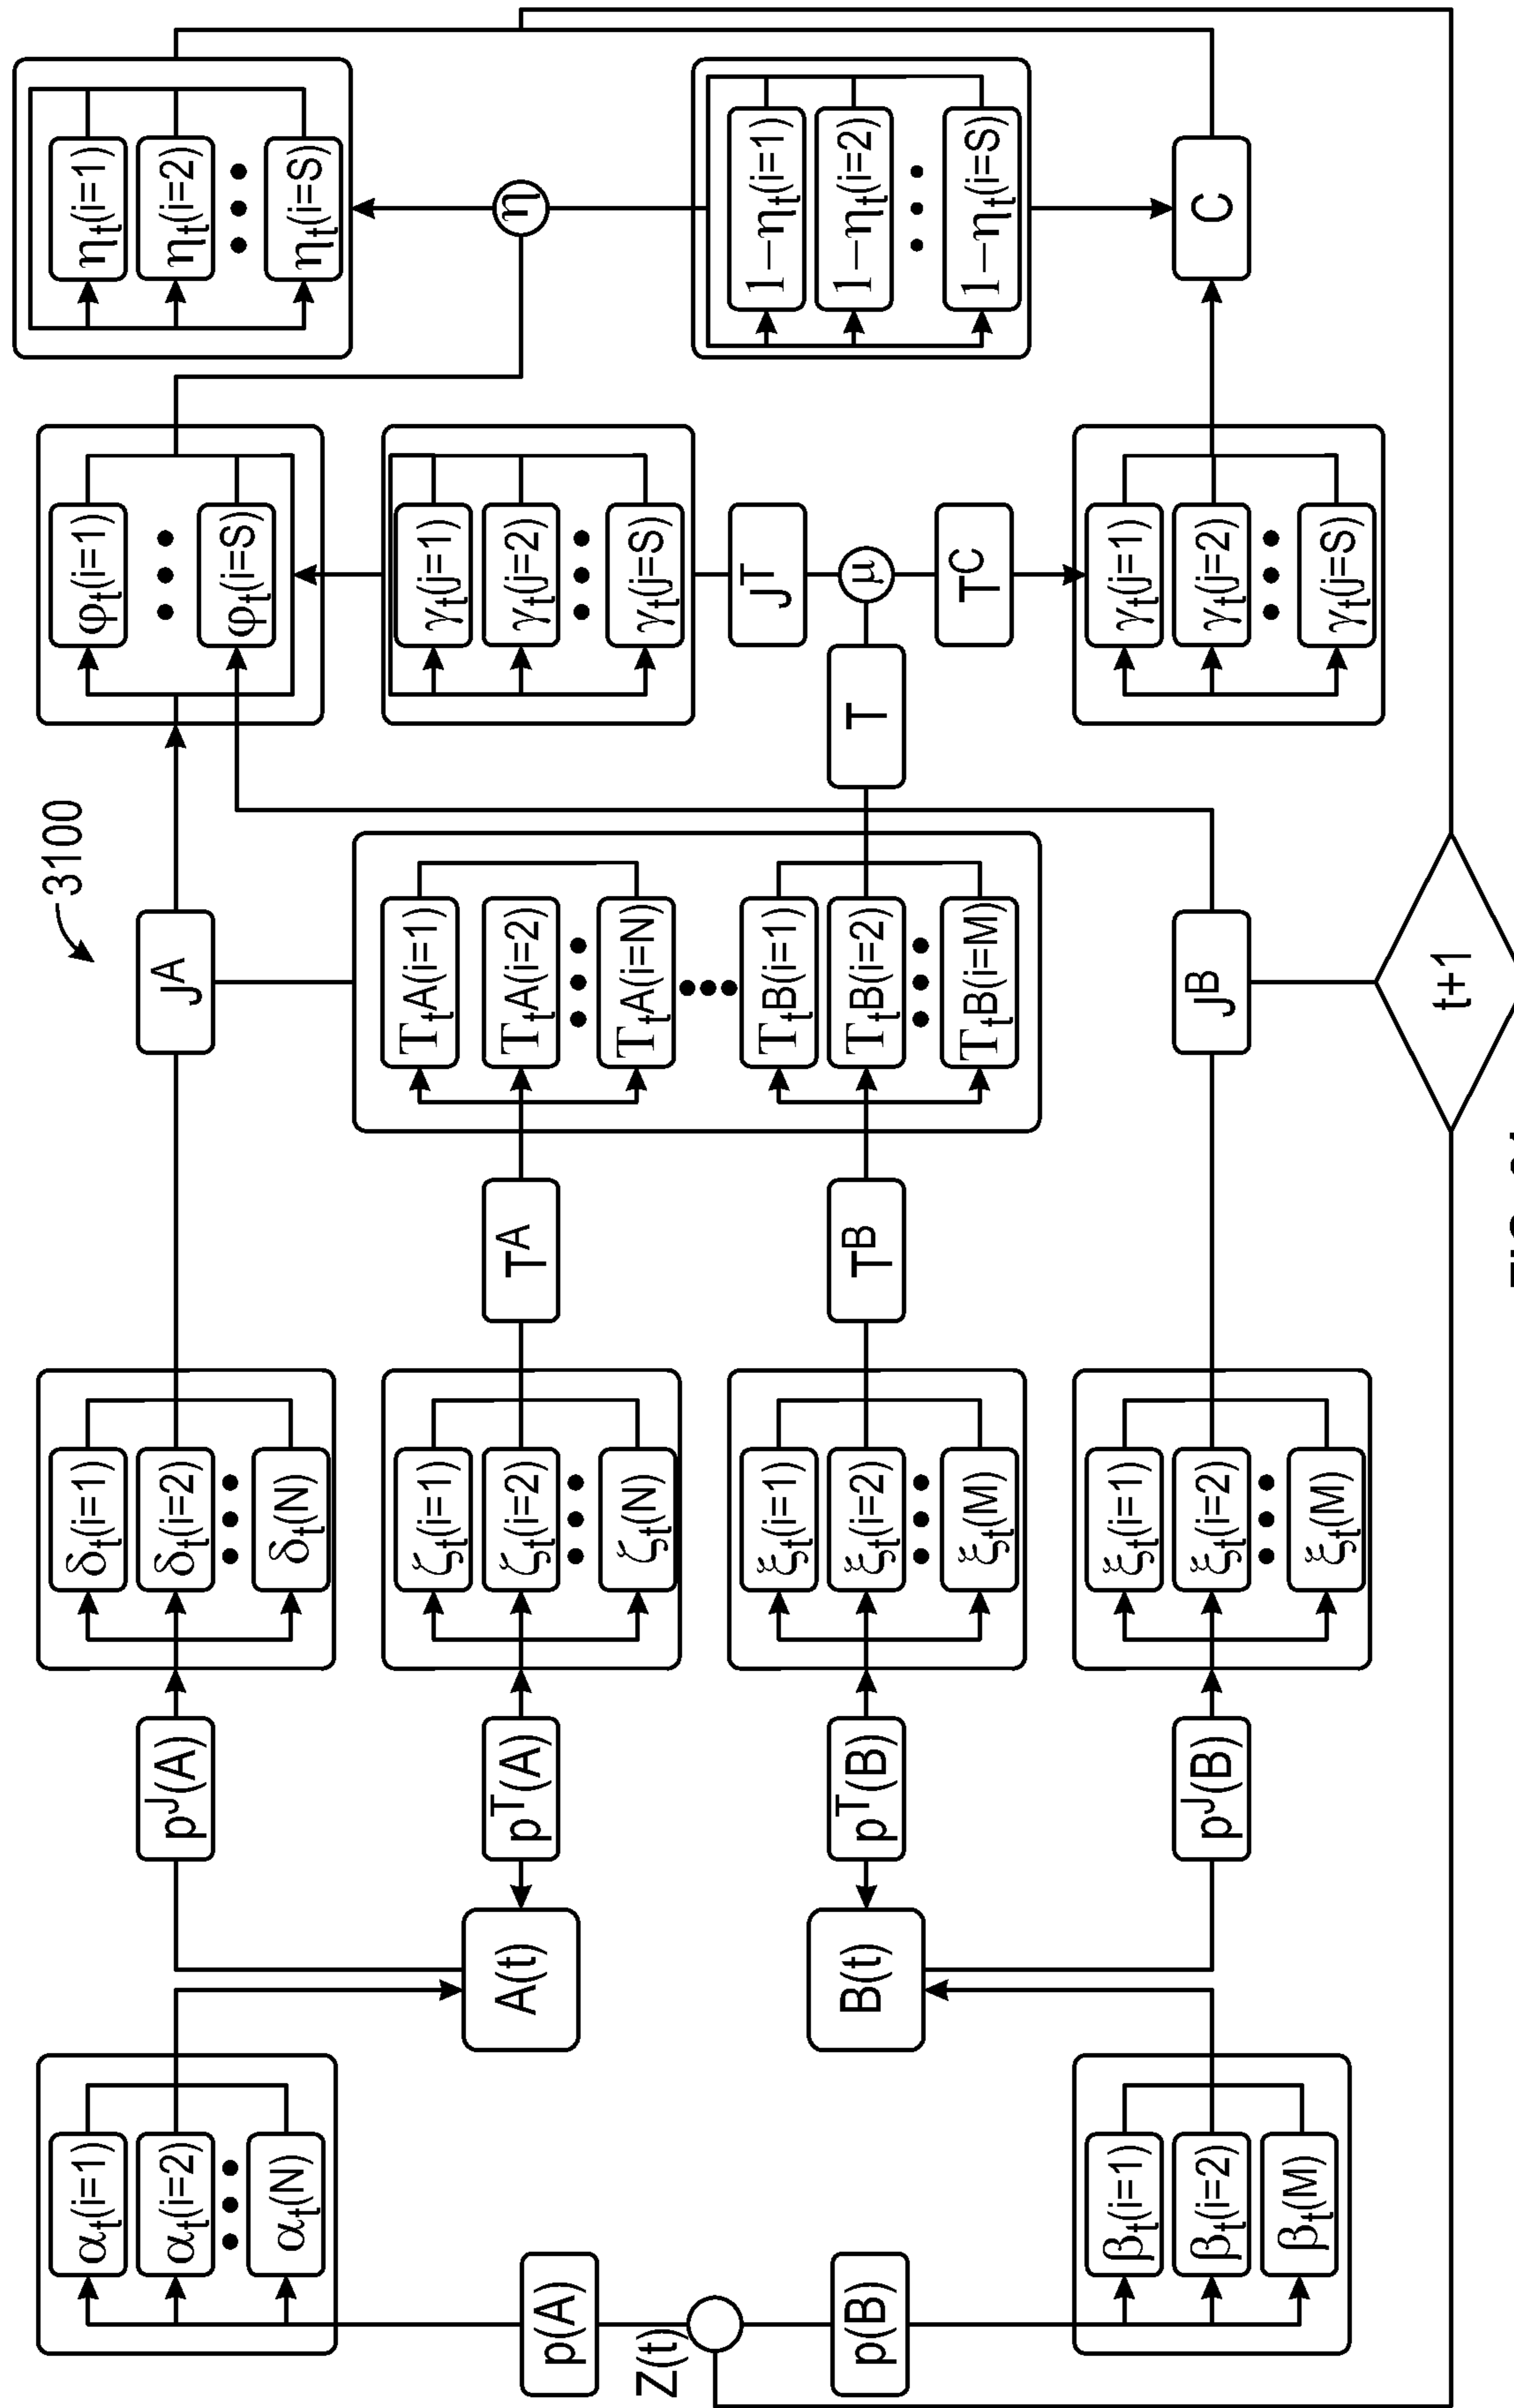 3100
α_t(i=1)
α_t(i=2)
α_t(N)
p(A)
Z(t)
p(B)
β_t(i=1)
β_t(i=2)
β_t(M)
A(t)
B(t)
p^J(A)
p^T(A)
p^T(B)
p^J(B)
δ_t(i=1)
δ_t(i=2)
δ_t(N)
ζ_t(i=1)
ζ_t(i=2)
ζ_t(N)
ξ_t(i=1)
ξ_t(i=2)
ξ_t(M)
ξ_t(i=1)
ξ_t(i=2)
ξ_t(M)
T^A
T^B
J^A
T_tA(i=1)
T_tA(i=2)
T_tA(i=N)
T_tB(i=1)
T_tB(i=2)
T_tB(i=M)
J^B
t+1
T
φ_t(i=1)
φ_t(i=S)
γ_t(j=1)
γ_t(j=2)
γ_t(j=S)
J^T
μ
T^C
γ_t(j=1)
γ_t(j=2)
γ_t(j=S)
η_t(i=1)
η_t(i=2)
η_t(i=S)
η
1-η_t(i=1)
1-η_t(i=2)
1-η_t(i=S)
C